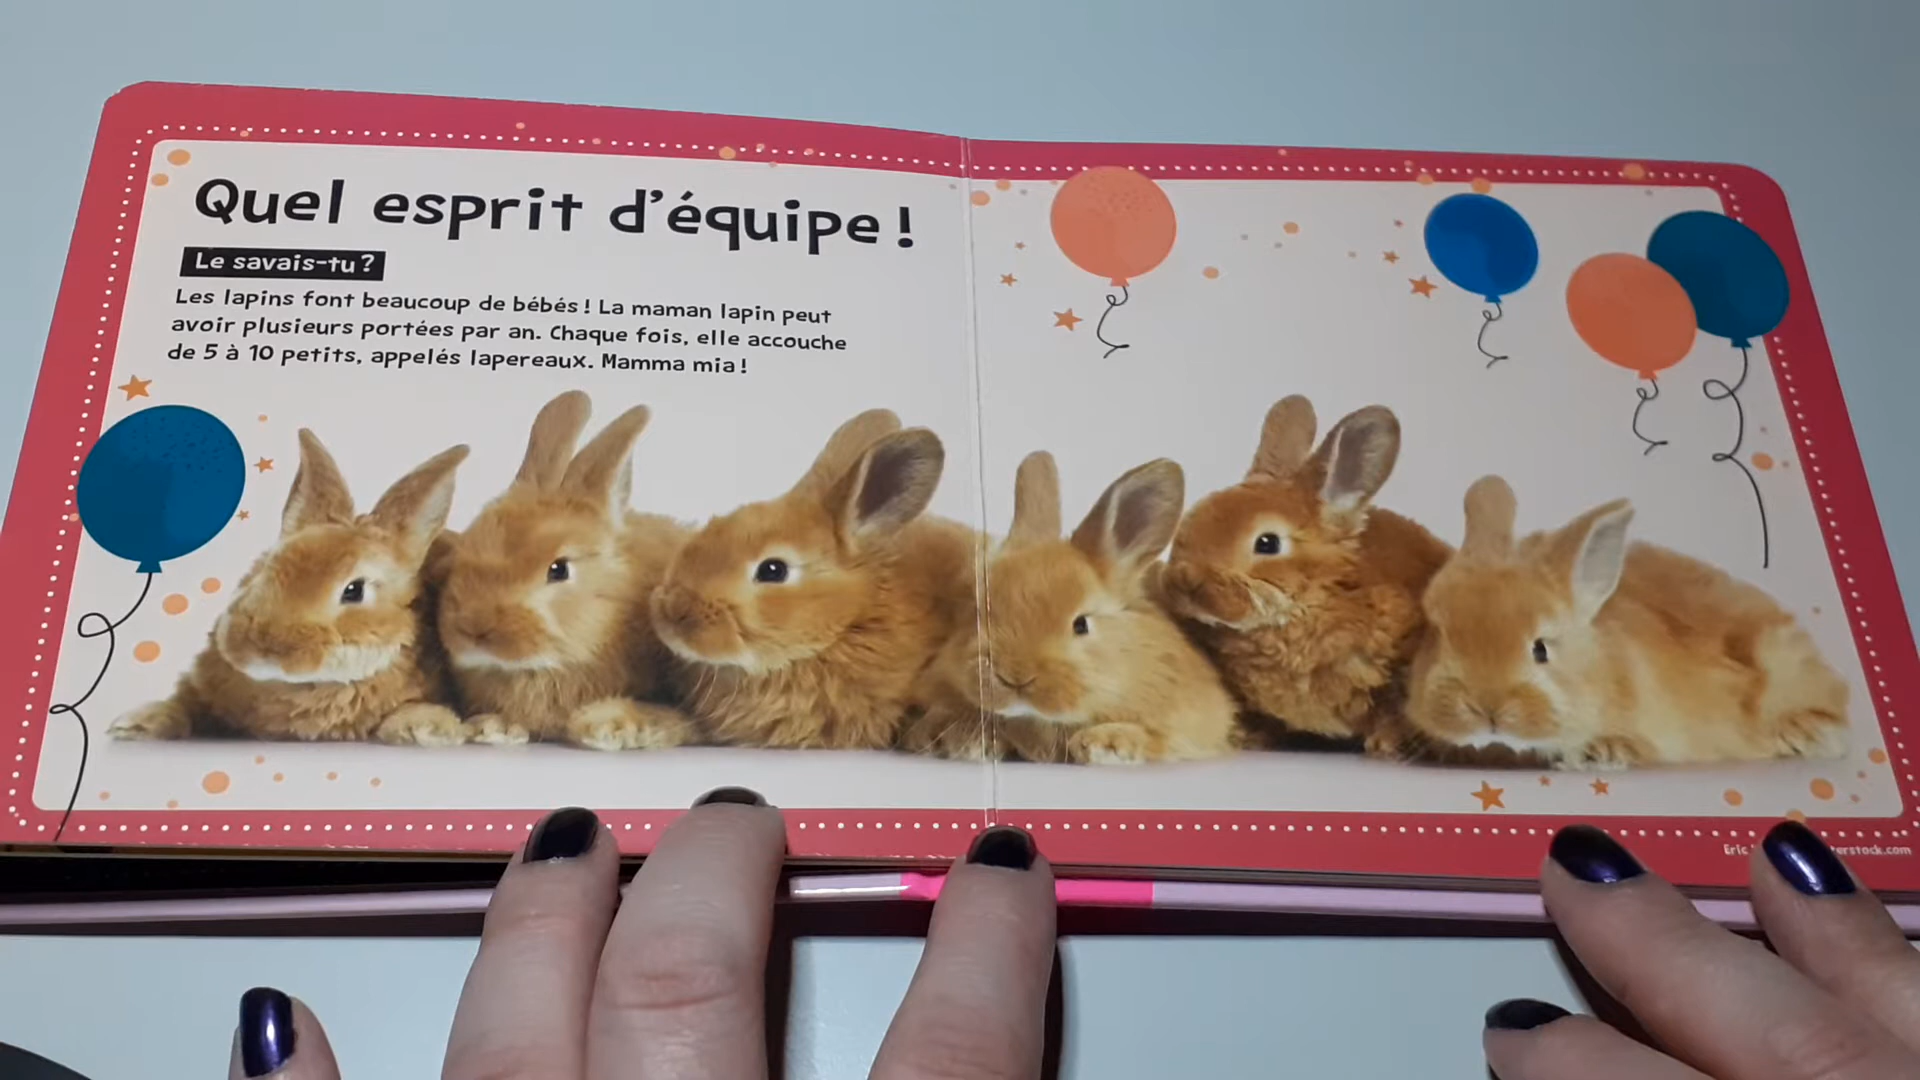 Quel esprit d'équipe !
Le savais-tu ?
Les lapins font beaucoup de bébés ! La maman lapin peut
avoir plusieurs portées par an. Chaque fois, elle accouche
de 5 à 10 petits, appelés lapereaux. Mamma mia !
Eric